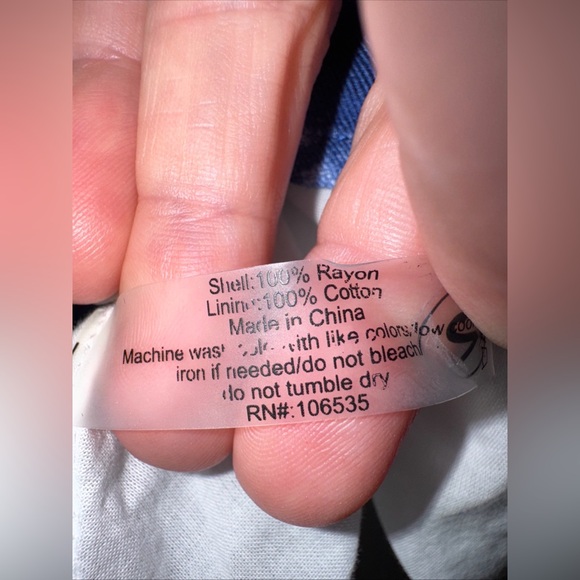 Shell:100% Rayon
Lining:100% Cotton
Made in China
Machine wash cold with like colors/low
iron if needed/do not bleach
do not tumble dry
RN#:106535